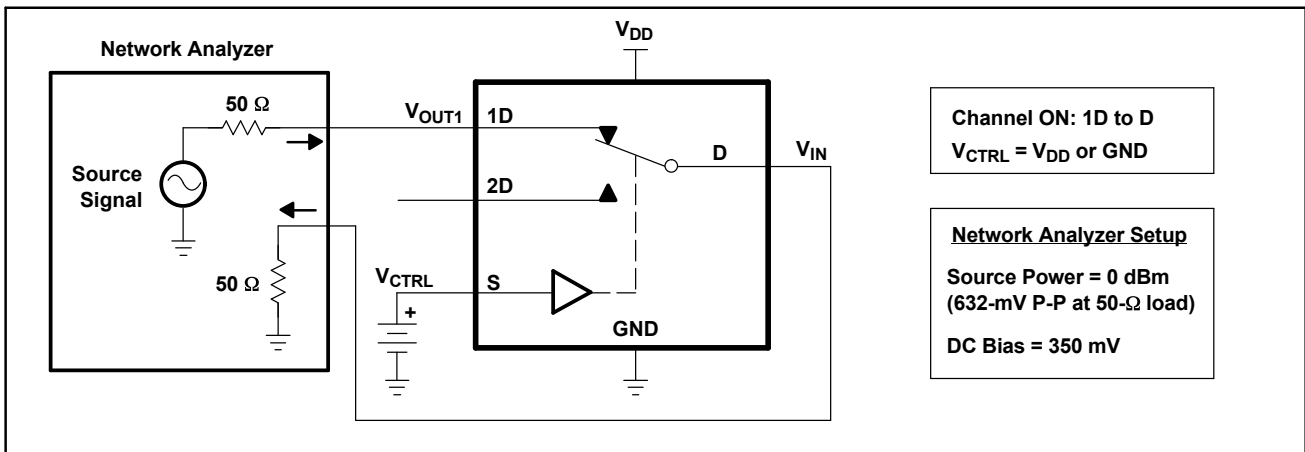 Network Analyzer
50 Ω
Source
Signal
50 Ω
VOUT1
1D
2D
VCTRL
S
+
VDD
D
VIN
GND
Channel ON: 1D to D
VCTRL = VDD or GND
Network Analyzer Setup
Source Power = 0 dBm
(632-mV P-P at 50-Ω load)
DC Bias = 350 mV